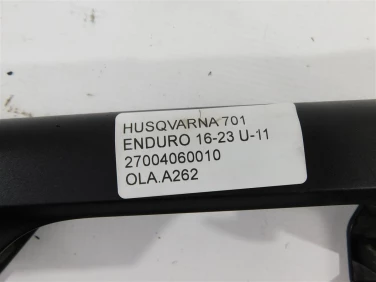 HUSQVARNA 701
ENDURO 16-23 U-11
27004060010
OLA.A262